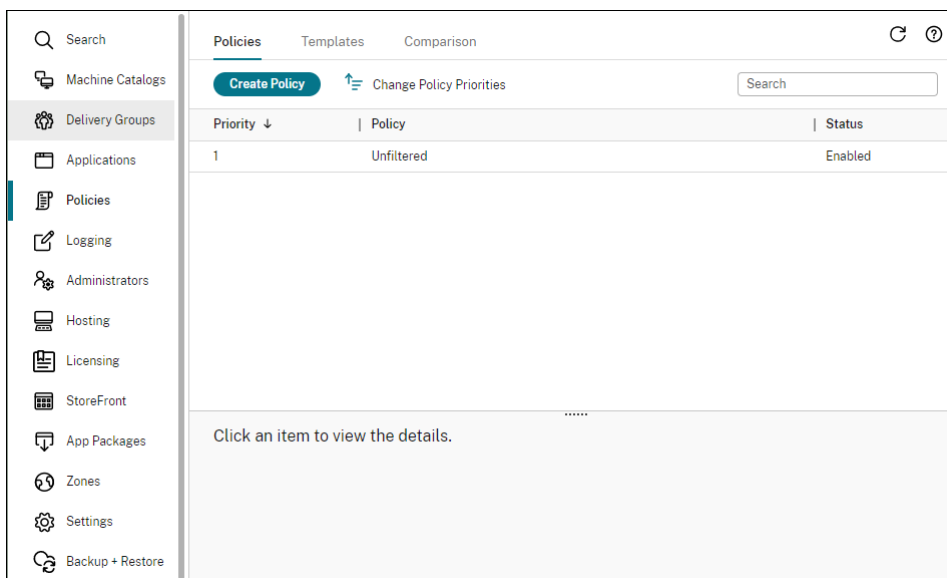 Search
Machine Catalogs
Delivery Groups
Applications
Policies
Logging
Administrators
Hosting
Licensing
StoreFront
App Packages
Zones
Settings
Backup + Restore
Policies Templates Comparison
Create Policy Change Policy Priorities Search
Priority ↓ | Policy | Status
1 Unfiltered Enabled
Click an item to view the details.